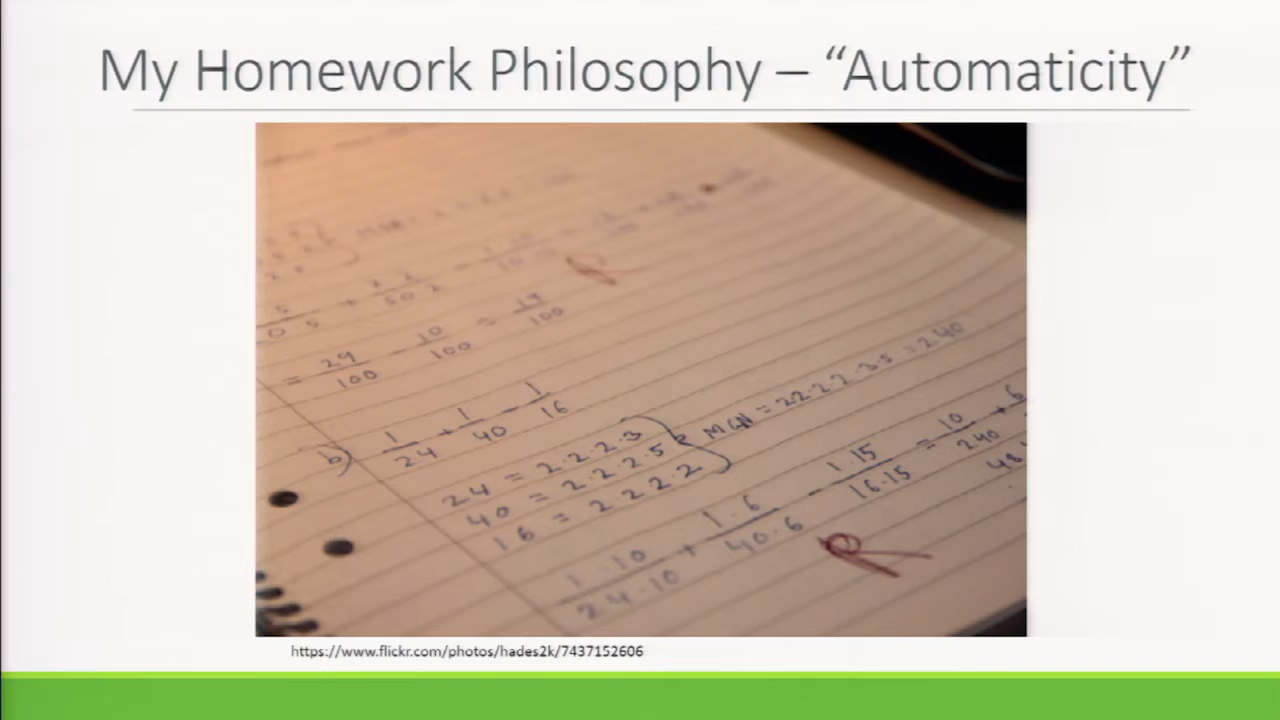 My Homework Philosophy – “Automaticity”
= 29/100 - 10/100 = 19/100
b) 1/24 + 1/40 - 1/16
24 = 2·2·2·3
40 = 2·2·2·5
16 = 2·2·2·2
MGN = 2·2·2·2·3·5 = 240
1·10/24·10 + 1·6/40·6 - 1·15/16·15 = 10/240 + 6
R
https://www.flickr.com/photos/hades2k/7437152606